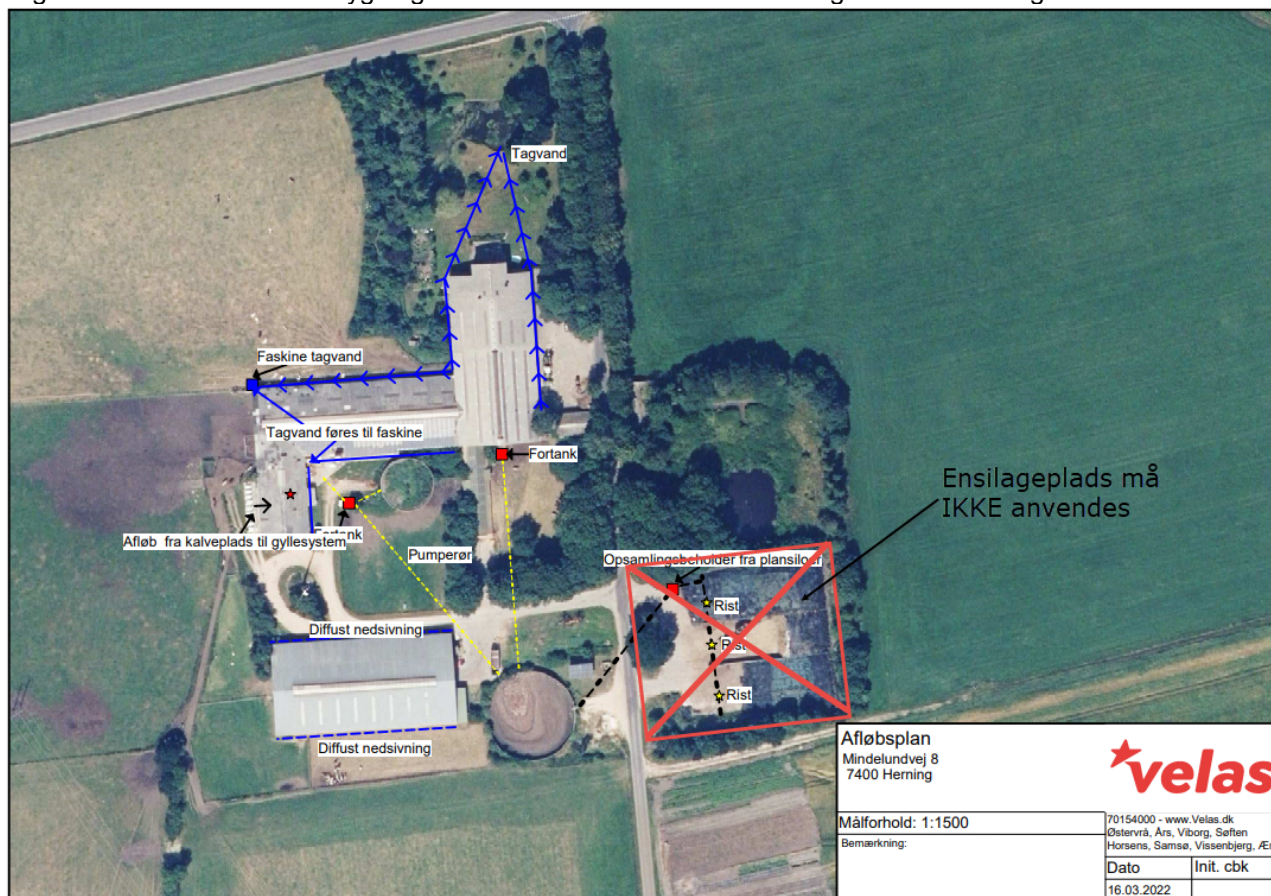 Tagvand
Faskine tagvand
Tagvand føres til faskine
Fortank
Fortank
Afløb fra kalveplads til gyllesystem
Pumperør
Ensilageplads må
IKKE anvendes
Opsamlingsbeholder fra plansiloer
Rist
Rist
Rist
Diffust nedsivning
Diffust nedsivning
Afløbsplan
Mindelundvej 8
7400 Herning
velas
Målforhold: 1:1500
Bemærkning:
70154000 - www.Velas.dk
Østervrå, Års, Viborg, Søften
Horsens, Samsø, Vissenbjerg,
Dato
Init. cbk
16.03.2022